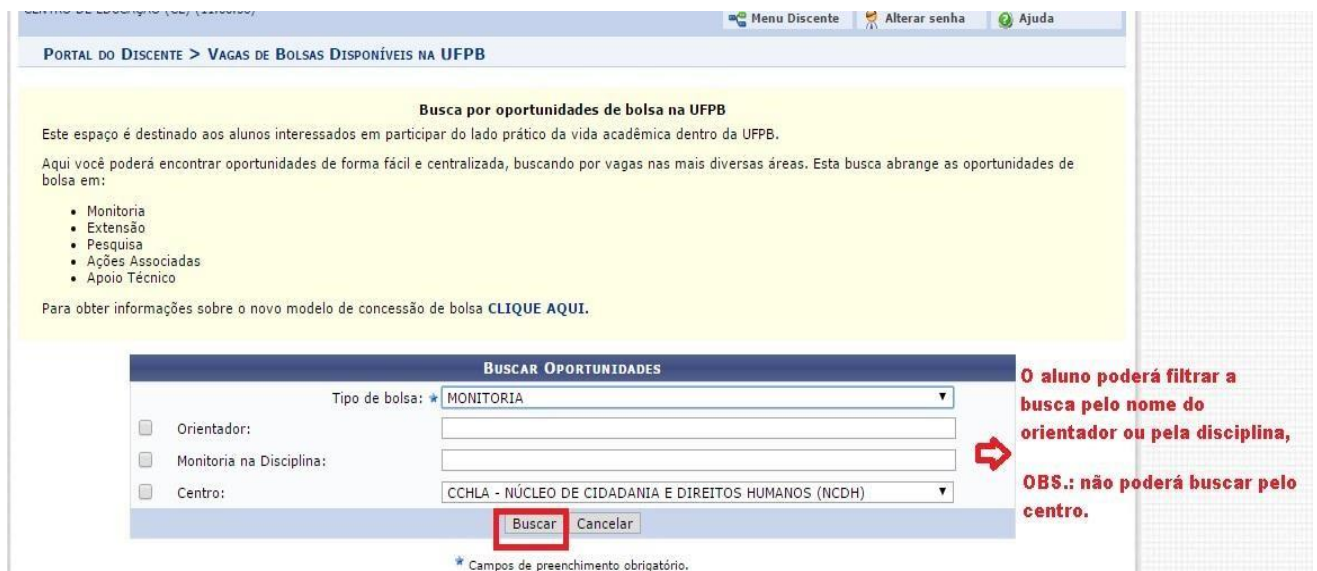 Menu Discente
Alterar senha
Ajuda
PORTAL DO DISCENTE > VAGAS DE BOLSAS DISPONÍVEIS NA UFPB
Busca por oportunidades de bolsa na UFPB
Este espaço é destinado aos alunos interessados em participar do lado prático da vida acadêmica dentro da UFPB.
Aqui você poderá encontrar oportunidades de forma fácil e centralizada, buscando por vagas nas mais diversas áreas. Esta busca abrange as oportunidades de
bolsa em:
• Monitoria
• Extensão
• Pesquisa
• Ações Associadas
• Apoio Técnico
Para obter informações sobre o novo modelo de concessão de bolsa CLIQUE AQUI.
BUSCAR OPORTUNIDADES
Tipo de bolsa: MONITORIA
Orientador:
Monitoria na Disciplina:
Centro: CCHLA - NÚCLEO DE CIDADANIA E DIREITOS HUMANOS (NCDH)
Buscar Cancelar
Campos de preenchimento obrigatório.
O aluno poderá filtrar a
busca pelo nome do
orientador ou pela disciplina,
OBS.: não poderá buscar pelo
centro.